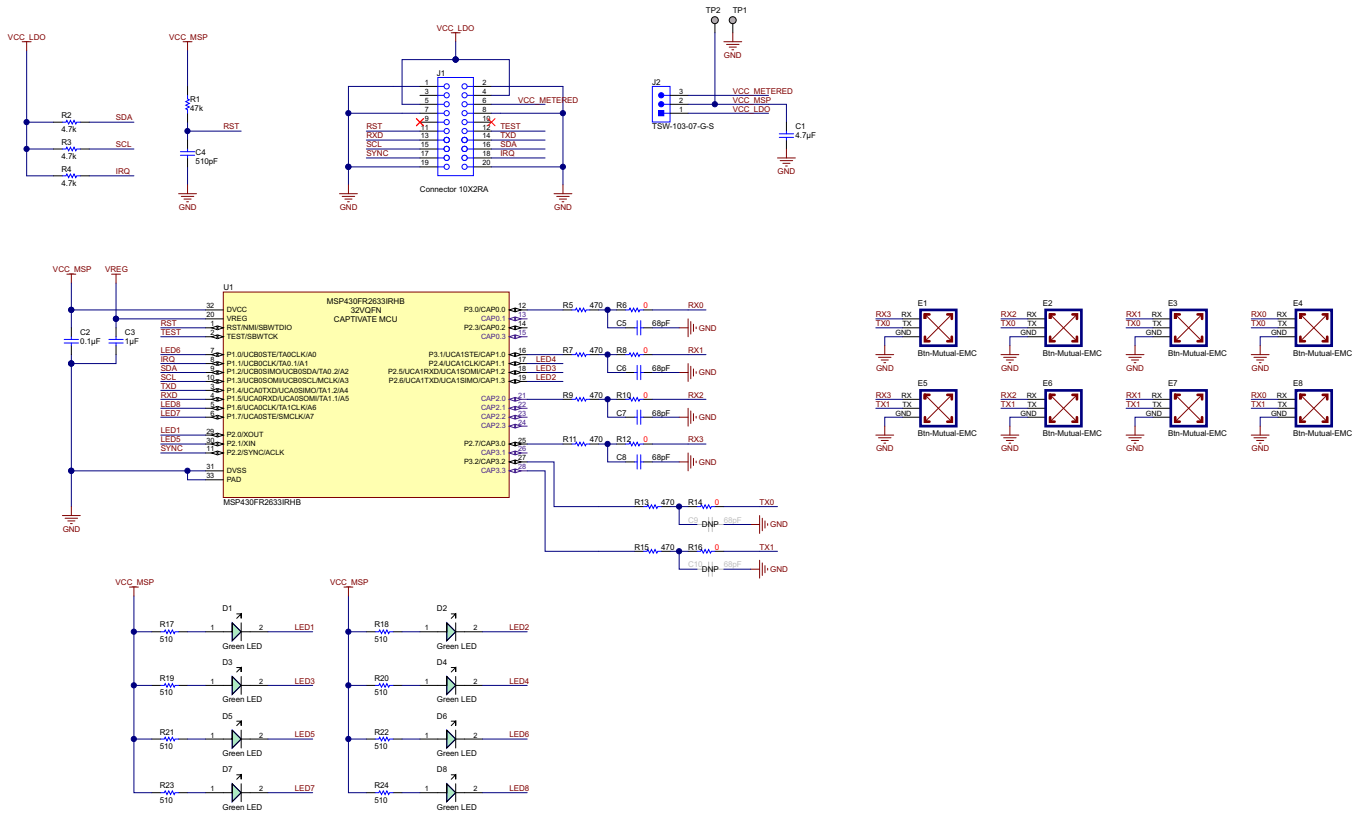 TP2 TP1
VCC_LDO
VCC_MSP
VCC_LDO
GND
R1
47k
R2
4.7k
SDA
R3
4.7k
SCL
R4
4.7k
IRQ
RST
C4
510pF
GND
J1
1 2
3 4
5 6 VCC_METERED
7 8
9 10
RST 11 12 TEST
RXD 13 14 TXD
SCL 15 16 SDA
SYNC 17 18 IRQ
19 20
Connector 10X2RA
GND GND
J2
3 VCC_METERED
2 VCC_MSP
1 VCC_LDO
TSW-103-07-G-S
C1
4.7µF
GND
VCC_MSP VREG
C2
0.1µF
C3
1µF
GND
U1
MSP430FR2633IRHB
32VQFN
CAPTIVATE MCU
32 DVCC
20 VREG
RST 1 RST/NMI/SBWTDIO
TEST 2 TEST/SBWTCK
LED6 7 P1.0/UCB0STE/TA0CLK/A0
IRQ 8 P1.1/UCB0CLK/TA0.1/A1
SDA 9 P1.2/UCB0SIMO/UCB0SDA/TA0.2/A2
SCL 10 P1.3/UCB0SOMI/UCB0SCL/MCLK/A3
TXD 3 P1.4/UCA0TXD/UCA0SIMO/TA1.2/A4
RXD 4 P1.5/UCA0RXD/UCA0SOMI/TA1.1/A5
LED8 5 P1.6/UCA0CLK/TA1CLK/A6
LED7 6 P1.7/UCA0STE/SMCLK/A7
LED1 29 P2.0/XOUT
LED5 30 P2.1/XIN
SYNC 11 P2.2/SYNC/ACLK
31 DVSS
33 PAD
MSP430FR2633IRHB
P3.0/CAP0.0 12
CAP0.1 13
P2.3/CAP0.2 14
CAP0.3 15
P3.1/UCA1STE/CAP1.0 16
P2.4/UCA1CLK/CAP1.1 17 LED4
P2.5/UCA1RXD/UCA1SOMI/CAP1.2 18 LED3
P2.6/UCA1TXD/UCA1SIMO/CAP1.3 19 LED2
CAP2.0 21
CAP2.1 22
CAP2.2 23
CAP2.3 24
P2.7/CAP3.0 25
CAP3.1 26
P3.2/CAP3.2 27
CAP3.3 28
R5 470 R6 0 RX0
C5 68pF GND
R7 470 R8 0 RX1
C6 68pF GND
R9 470 R10 0 RX2
C7 68pF GND
R11 470 R12 0 RX3
C8 68pF GND
R13 470 R14 0 TX0
C9 DNP 68pF GND
R15 470 R16 0 TX1
C10 DNP 68pF GND
E1
RX3 RX
TX0 TX
GND
GND
Btn-Mutual-EMC
E2
RX2 RX
TX0 TX
GND
GND
Btn-Mutual-EMC
E3
RX1 RX
TX0 TX
GND
GND
Btn-Mutual-EMC
E4
RX0 RX
TX0 TX
GND
GND
Btn-Mutual-EMC
E5
RX3 RX
TX1 TX
GND
GND
Btn-Mutual-EMC
E6
RX2 RX
TX1 TX
GND
GND
Btn-Mutual-EMC
E7
RX1 RX
TX1 TX
GND
GND
Btn-Mutual-EMC
E8
RX0 RX
TX1 TX
GND
GND
Btn-Mutual-EMC
VCC_MSP VCC_MSP
D1
R17 1 2 LED1
510
Green LED
D2
R18 1 2 LED2
510
Green LED
D3
R19 1 2 LED3
510
Green LED
D4
R20 1 2 LED4
510
Green LED
D5
R21 1 2 LED5
510
Green LED
D6
R22 1 2 LED6
510
Green LED
D7
R23 1 2 LED7
510
Green LED
D8
R24 1 2 LED8
510
Green LED